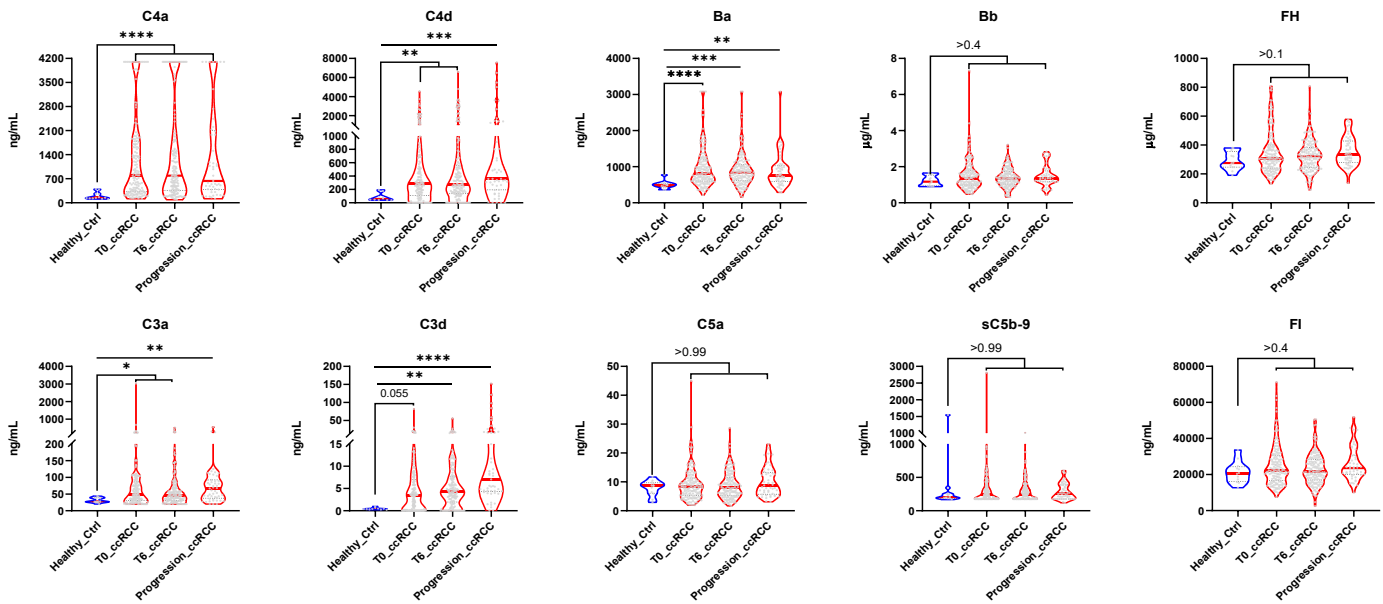 C4a
****
4200
3500
2800
2100
1400
700
0
ng/mL
Healthy_Ctrl
T0_ccRCC
T6_ccRCC
Progression_ccRCC
C4d
***
**
8000
6000
4000
2000
1000
800
600
400
200
0
ng/mL
Healthy_Ctrl
T0_ccRCC
T6_ccRCC
Progression_ccRCC
Ba
**
***
****
4000
3000
2000
1000
0
ng/mL
Healthy_Ctrl
T0_ccRCC
T6_ccRCC
Progression_ccRCC
Bb
>0.4
8
6
4
2
0
µg/mL
Healthy_Ctrl
T0_ccRCC
T6_ccRCC
Progression_ccRCC
FH
>0.1
1000
800
600
400
200
0
µg/mL
Healthy_Ctrl
T0_ccRCC
T6_ccRCC
Progression_ccRCC
C3a
**
*
4000
3000
2000
1000
200
200
150
100
50
0
ng/mL
Healthy_Ctrl
T0_ccRCC
T6_ccRCC
Progression_ccRCC
C3d
****
**
0.055
200
150
100
50
20
15
10
5
0
ng/mL
Healthy_Ctrl
T0_ccRCC
T6_ccRCC
Progression_ccRCC
C5a
>0.99
50
40
30
20
10
0
ng/mL
Healthy_Ctrl
T0_ccRCC
T6_ccRCC
Progression_ccRCC
sC5b-9
>0.99
3000
2500
2000
1500
1000
1000
500
0
ng/mL
Healthy_Ctrl
T0_ccRCC
T6_ccRCC
Progression_ccRCC
FI
>0.4
80000
60000
40000
20000
0
ng/mL
Healthy_Ctrl
T0_ccRCC
T6_ccRCC
Progression_ccRCC